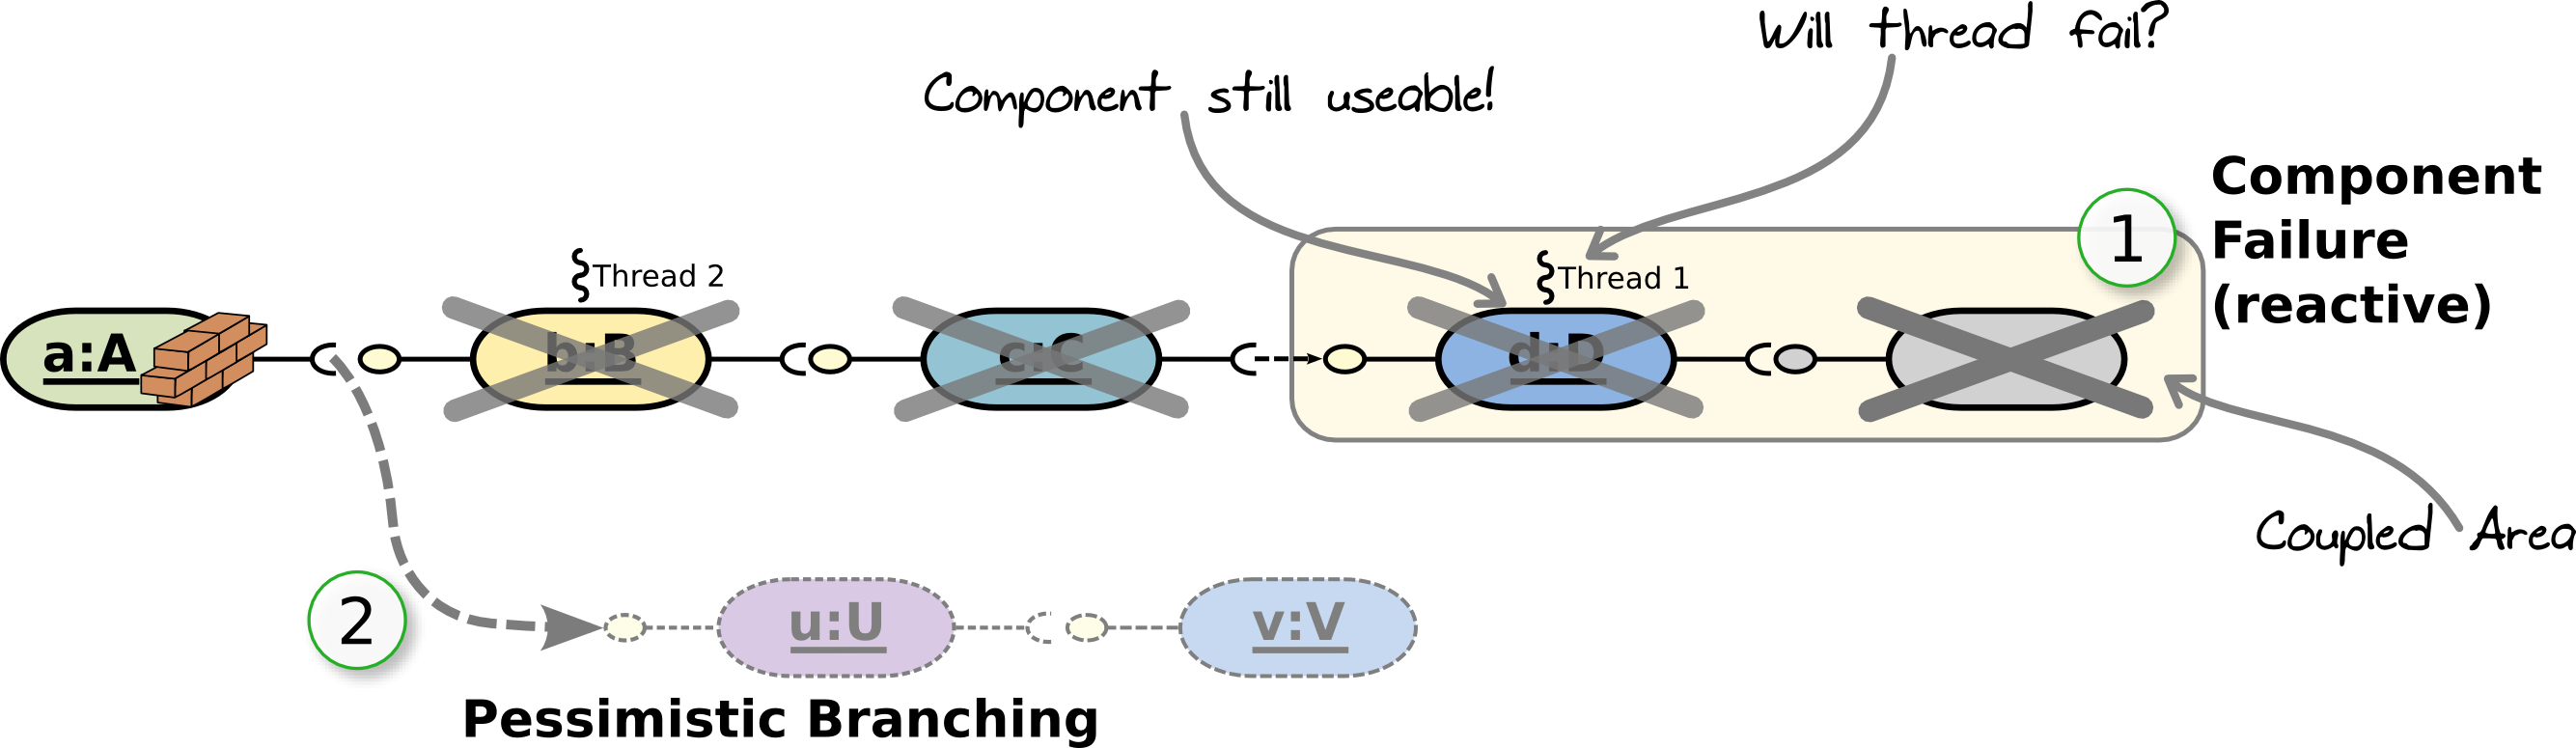 Will thread fail?
Component still useable!
Component
Failure
(reactive)
1
Thread 2
Thread 1
a:A
b:B
c:C
d:D
Coupled Area
2
u:U
v:V
Pessimistic Branching